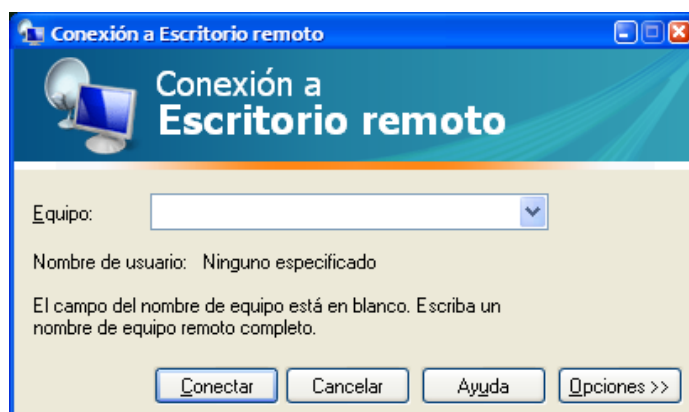 Conexión a Escritorio remoto
Conexión a
Escritorio remoto
Equipo:
Nombre de usuario: Ninguno especificado
El campo del nombre de equipo está en blanco. Escriba un
nombre de equipo remoto completo.
Conectar Cancelar Ayuda Opciones >>